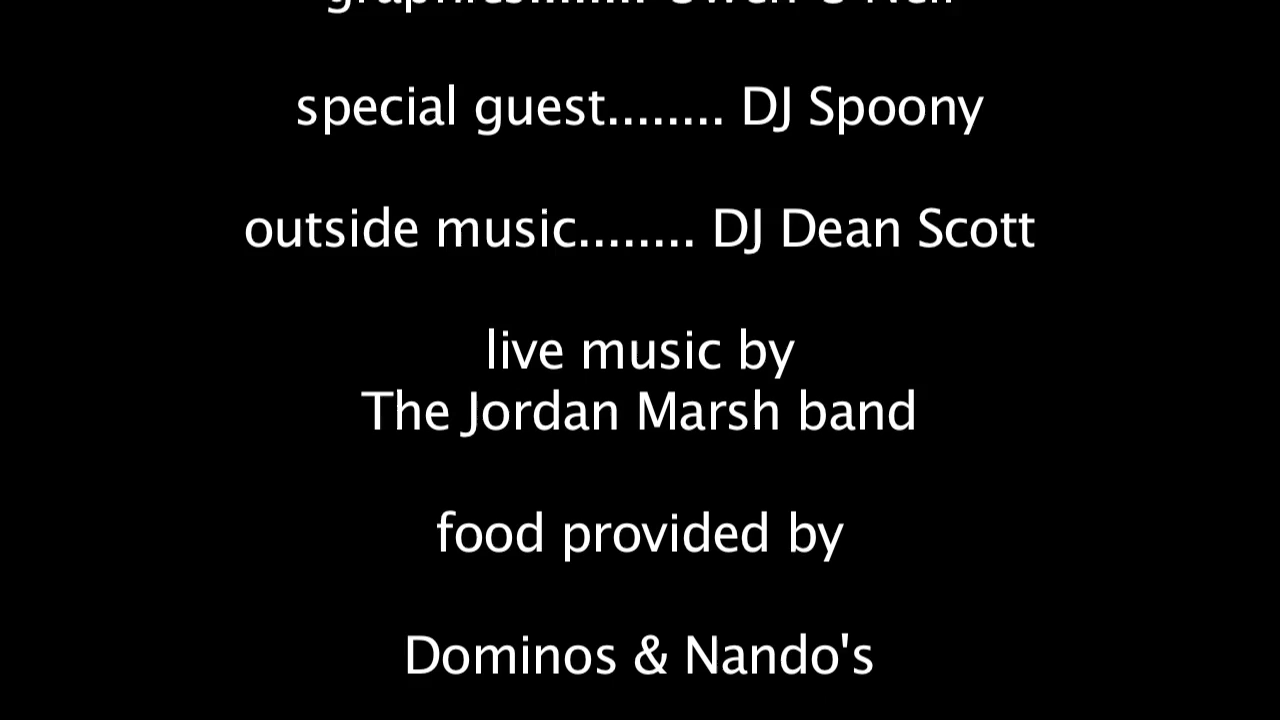 special guest........ DJ Spoony
outside music........ DJ Dean Scott
live music by
The Jordan Marsh band
food provided by
Dominos & Nando's